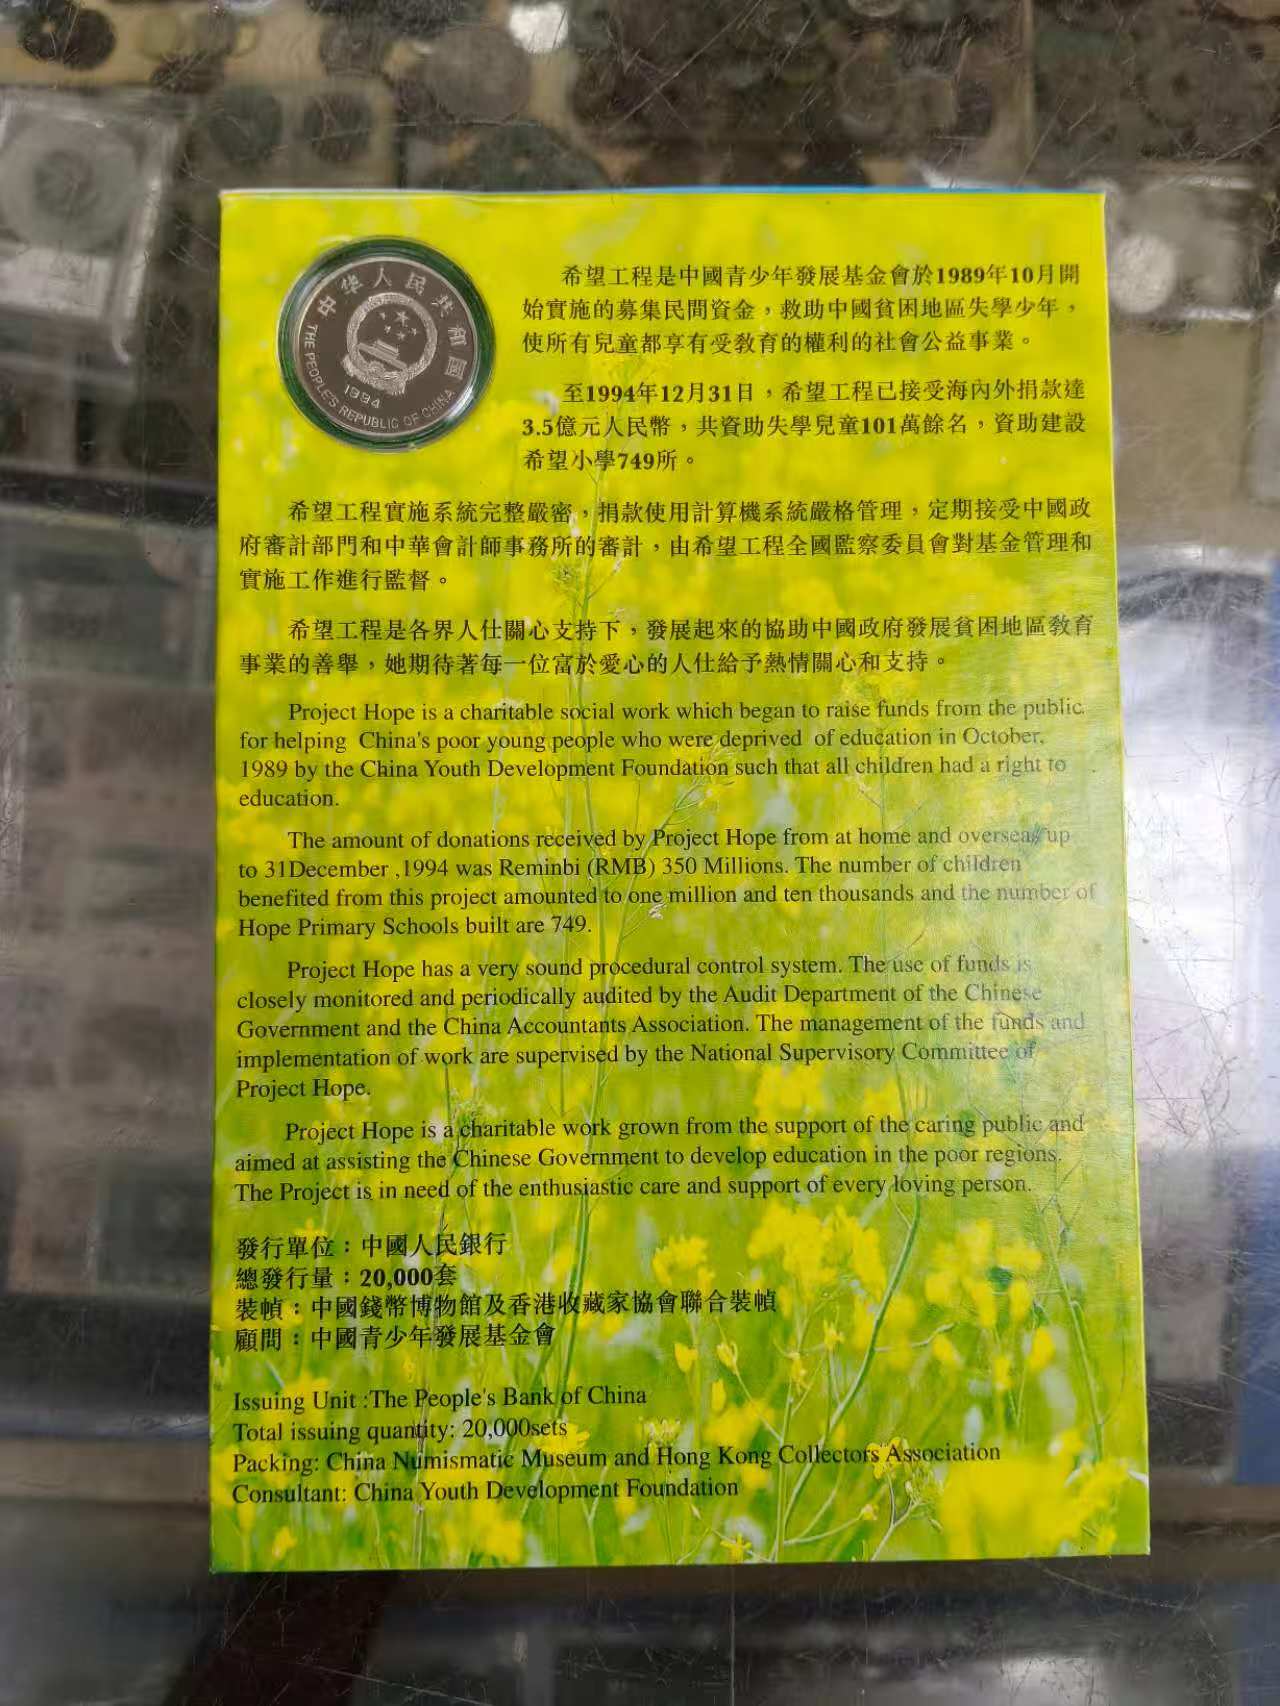 中華人民共和國
1994
THE PEOPLE'S REPUBLIC OF CHINA
希望工程是中國青少年發展基金會於1989年10月開
始實施的募集民間資金，救助中國貧困地區失學少年，
使所有兒童都享有受教育的權利的社會公益事業。
至1994年12月31日，希望工程已接受海內外捐款達
3.5億元人民幣，共資助失學兒童101萬餘名，資助建設
希望小學749所。
希望工程實施系統完整嚴密，捐款使用計算機系統嚴格管理，定期接受中國政
府審計部門和中華會計師事務所的審計，由希望工程全國監察委員會對基金管理和
實施工作進行監督。
希望工程是各界人仕關心支持下，發展起來的協助中國政府發展貧困地區教育
事業的善舉，她期待著每一位富於愛心的人仕給予熱情關心和支持。
Project Hope is a charitable social work which began to raise funds from the public
for helping China's poor young people who were deprived of education in October,
1989 by the China Youth Development Foundation such that all children had a right to
education.
The amount of donations received by Project Hope from at home and overseas up
to 31December ,1994 was Reminbi (RMB) 350 Millions. The number of children
benefited from this project amounted to one million and ten thousands and the number of
Hope Primary Schools built are 749.
Project Hope has a very sound procedural control system. The use of funds is
closely monitored and periodically audited by the Audit Department of the Chinese
Government and the China Accountants Association. The management of the funds and
implementation of work are supervised by the National Supervisory Committee of
Project Hope.
Project Hope is a charitable work grown from the support of the caring public and
aimed at assisting the Chinese Government to develop education in the poor regions.
The Project is in need of the enthusiastic care and support of every loving person.
發行單位：中國人民銀行
總發行量：20,000套
裝幀：中國錢幣博物館及香港收藏家協會聯合裝幀
顧問：中國青少年發展基金會
Issuing Unit :The People's Bank of China
Total issuing quantity: 20,000sets
Packing: China Numismatic Museum and Hong Kong Collectors Association
Consultant: China Youth Development Foundation